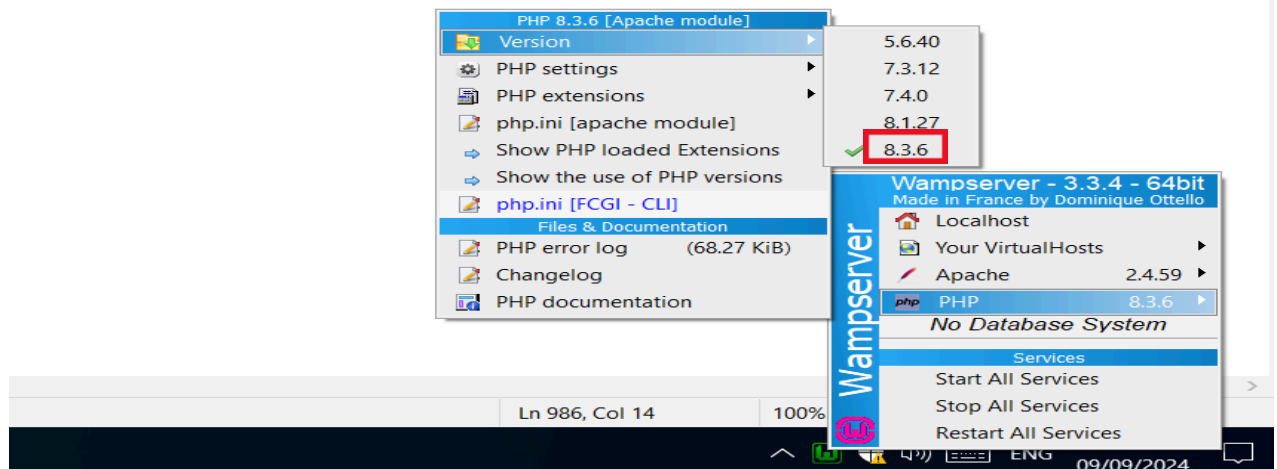 PHP 8.3.6 [Apache module]
Version
PHP settings
PHP extensions
php.ini [apache module]
Show PHP loaded Extensions
Show the use of PHP versions
php.ini [FCGI - CLI]
Files & Documentation
PHP error log (68.27 KiB)
Changelog
PHP documentation
5.6.40
7.3.12
7.4.0
8.1.27
8.3.6
Wampserver
Wampserver - 3.3.4 - 64bit
Made in France by Dominique Ottello
Localhost
Your VirtualHosts
Apache 2.4.59
php PHP 8.3.6
No Database System
Services
Start All Services
Stop All Services
Restart All Services
Ln 986, Col 14 100%
ENG
09/09/2024